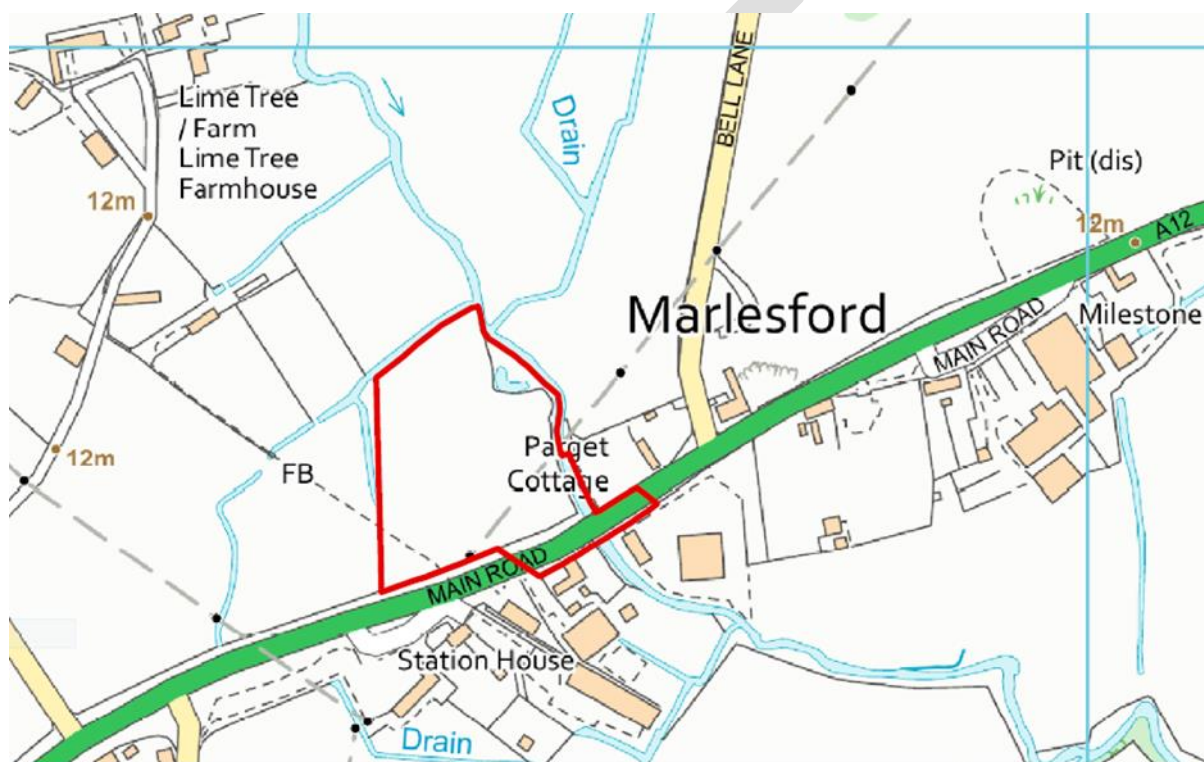 Lime Tree
/ Farm
Lime Tree
Farmhouse
12m
Drain
BELL LANE
Pit (dis)
12m
A12
Marlesford
MAIN ROAD
Milestone
12m
FB
Parget
Cottage
MAIN ROAD
Station House
Drain